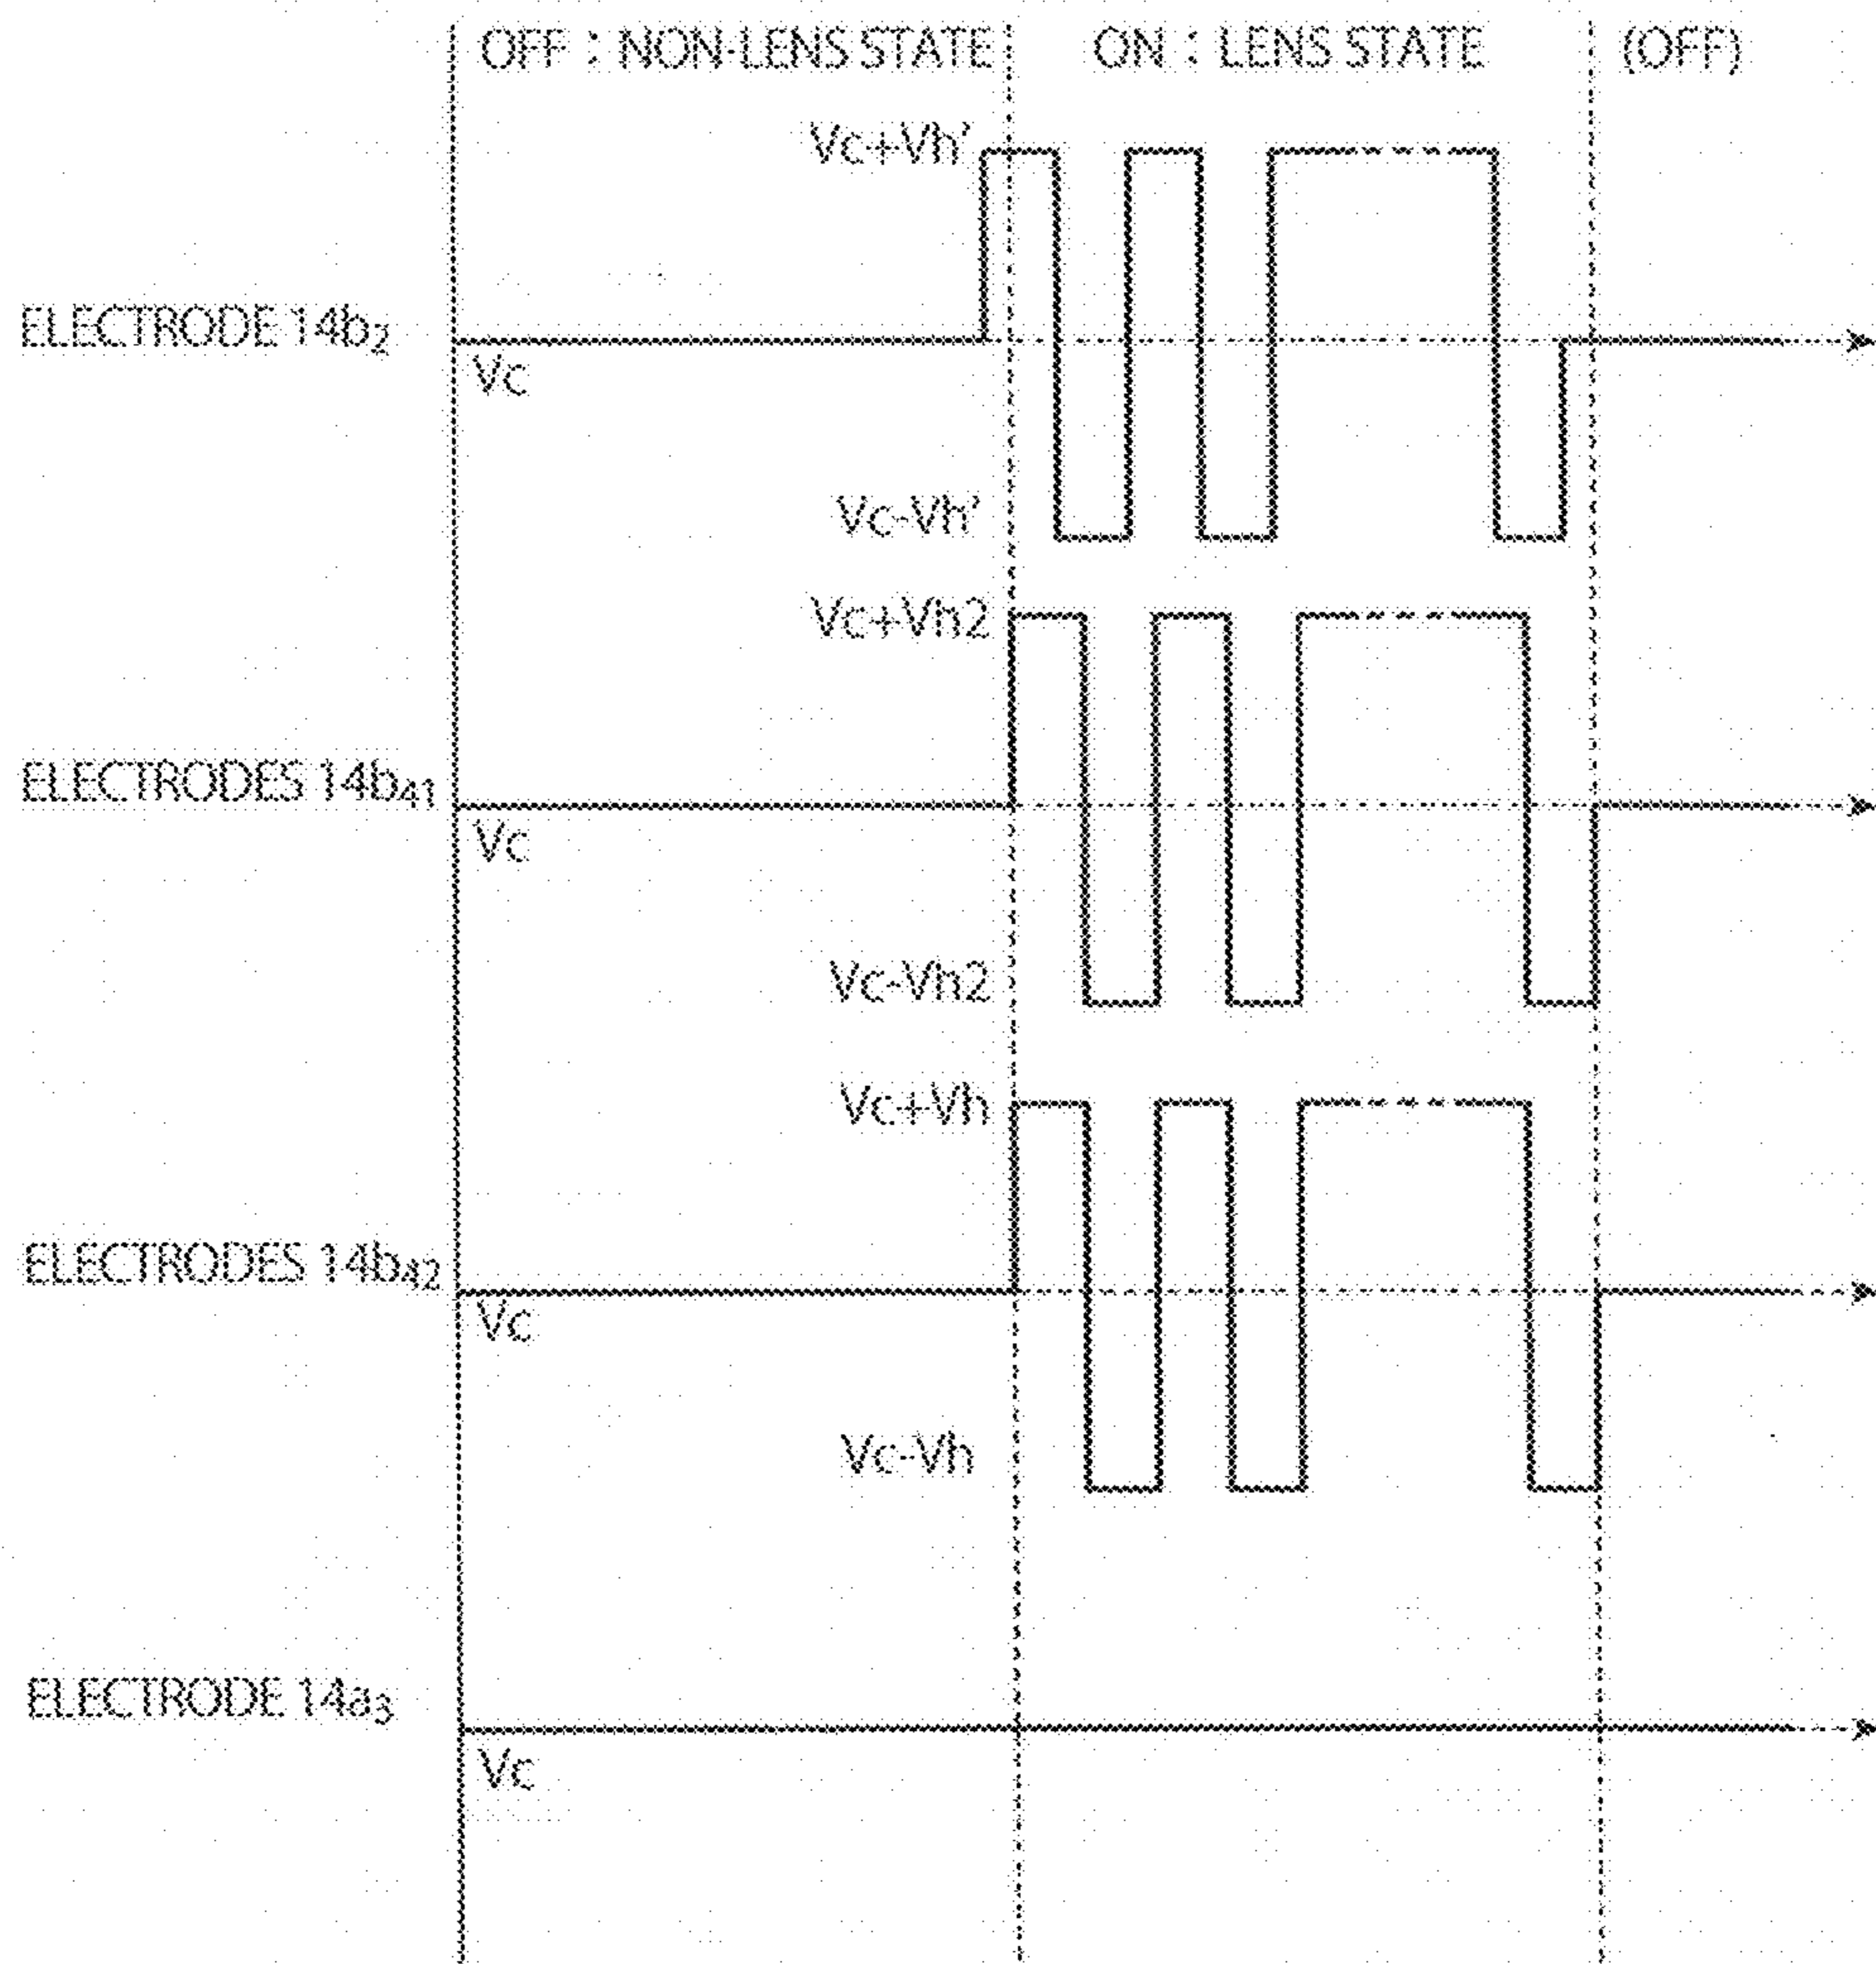 OFF : NON-LENS STATE
ON : LENS STATE
(OFF)
Vc+Vh'
ELECTRODE 14b2
Vc
Vc-Vh'
Vc+Vh2
ELECTRODES 14b41
Vc
Vc-Vh2
Vc+Vh
ELECTRODES 14b42
Vc
Vc-Vh
ELECTRODE 14a3
Vc